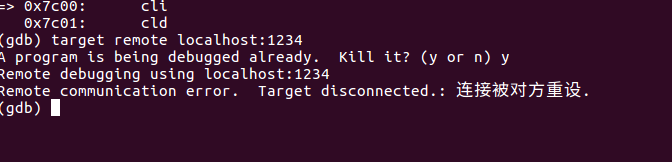 => 0x7c00:      cli
   0x7c01:      cld
(gdb) target remote localhost:1234
A program is being debugged already.  Kill it? (y or n) y
Remote debugging using localhost:1234
Remote communication error.  Target disconnected.: 连接被对方重设.
(gdb)